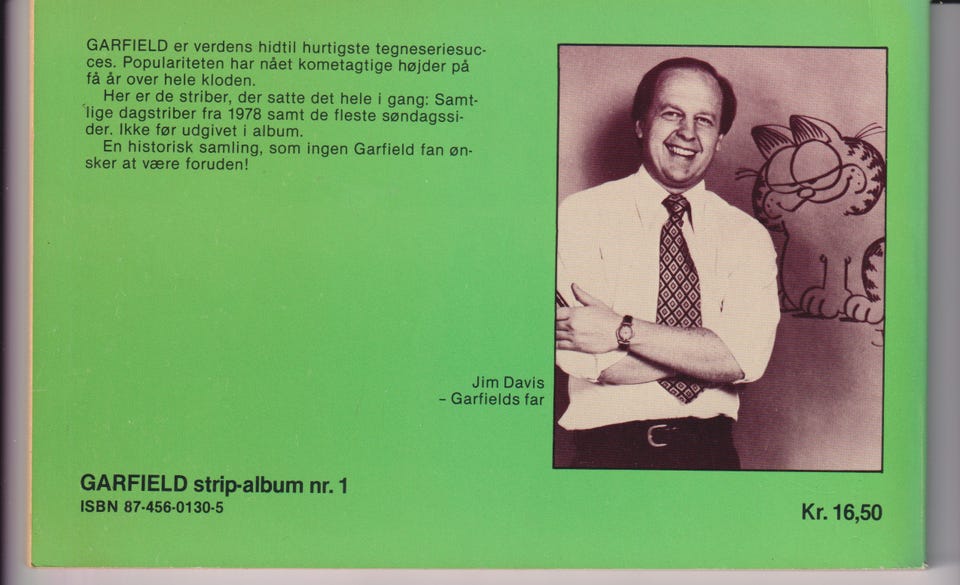 GARFIELD er verdens hidtil hurtigste tegneseriesuc-
ces. Populariteten har nået kometagtige højder på
få år over hele kloden.
Her er de striber, der satte det hele i gang: Samt-
lige dagstriber fra 1978 samt de fleste søndagssi-
der. Ikke før udgivet i album.
En historisk samling, som ingen Garfield fan øn-
sker at være foruden!
Jim Davis
– Garfields far
GARFIELD strip-album nr. 1
ISBN 87-456-0130-5
Kr. 16,50